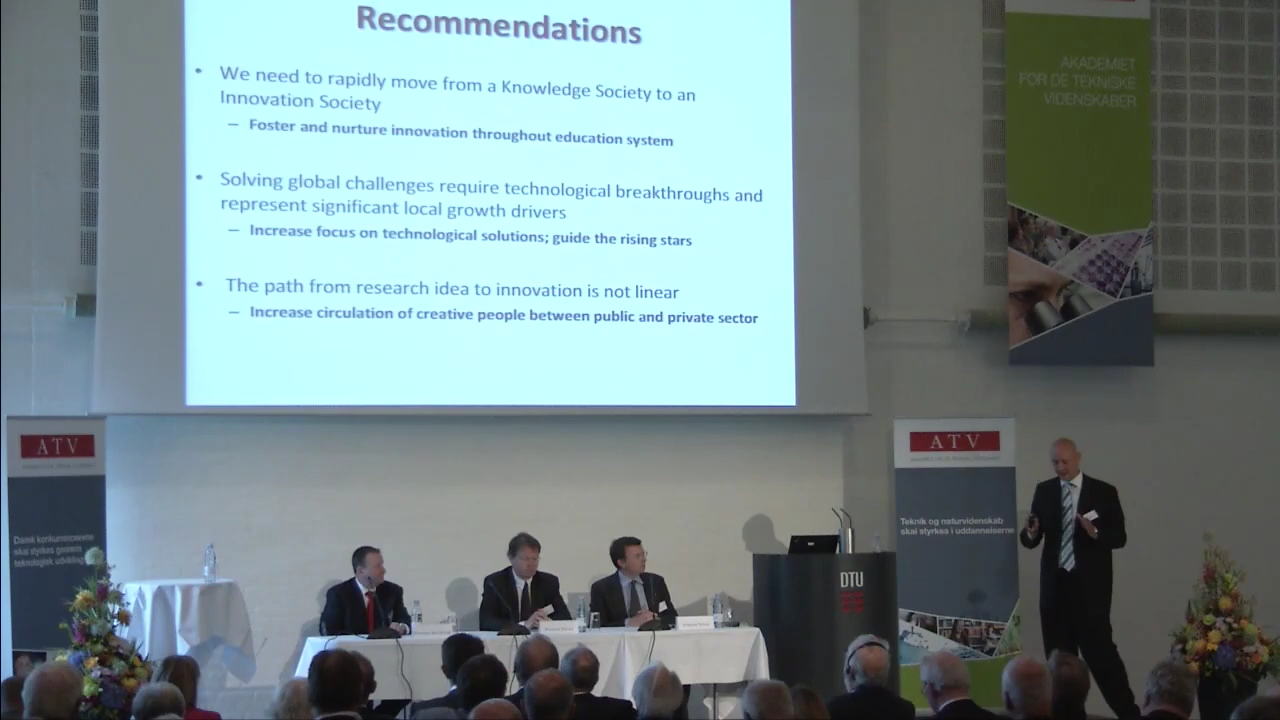 Recommendations
• We need to rapidly move from a Knowledge Society to an
Innovation Society
– Foster and nurture innovation throughout education system
• Solving global challenges require technological breakthroughs and
represent significant local growth drivers
– Increase focus on technological solutions; guide the rising stars
• The path from research idea to innovation is not linear
– Increase circulation of creative people between public and private sector
AKADEMIET
FOR DE TEKNISKE
VIDENSKABER
ATV
Dansk konkurrenceevne
skal styrkes gennem
teknologisk udvikling
ATV
Teknik og naturvidenskab
skal styrkes i uddannelserne
DTU